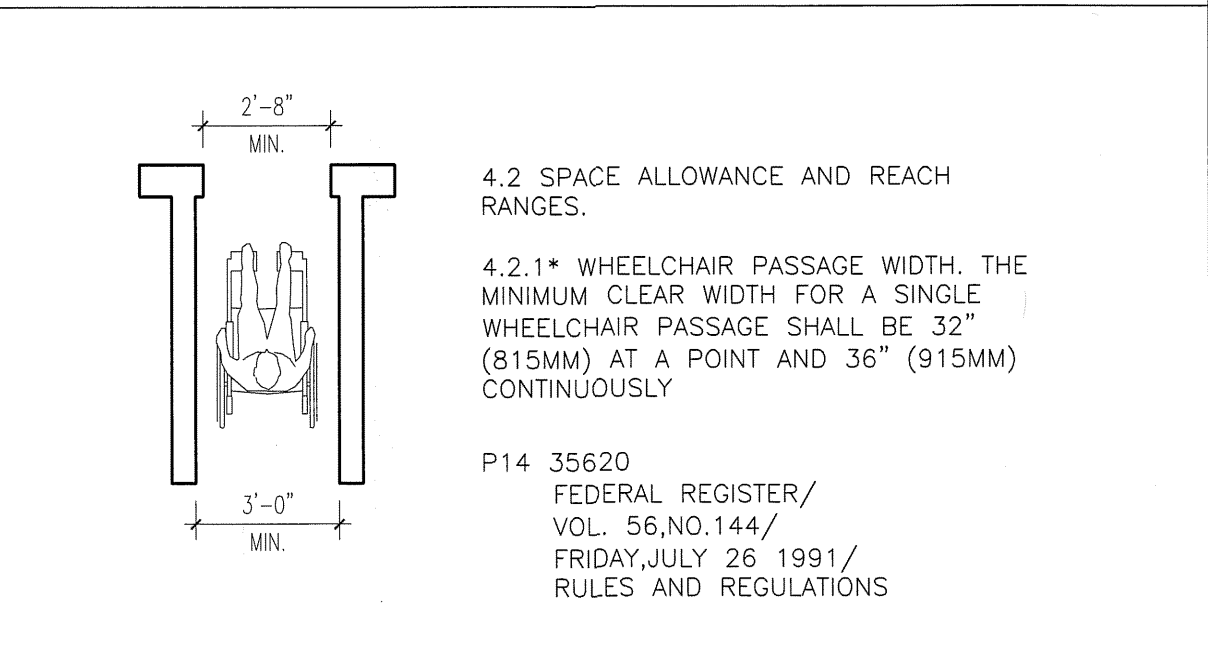 2'-8"
MIN.
4.2 SPACE ALLOWANCE AND REACH
RANGES.
4.2.1* WHEELCHAIR PASSAGE WIDTH. THE
MINIMUM CLEAR WIDTH FOR A SINGLE
WHEELCHAIR PASSAGE SHALL BE 32"
(815MM) AT A POINT AND 36" (915MM)
CONTINUOUSLY
P14 35620
FEDERAL REGISTER/
VOL. 56,NO.144/
FRIDAY,JULY 26 1991/
RULES AND REGULATIONS
3'-0"
MIN.